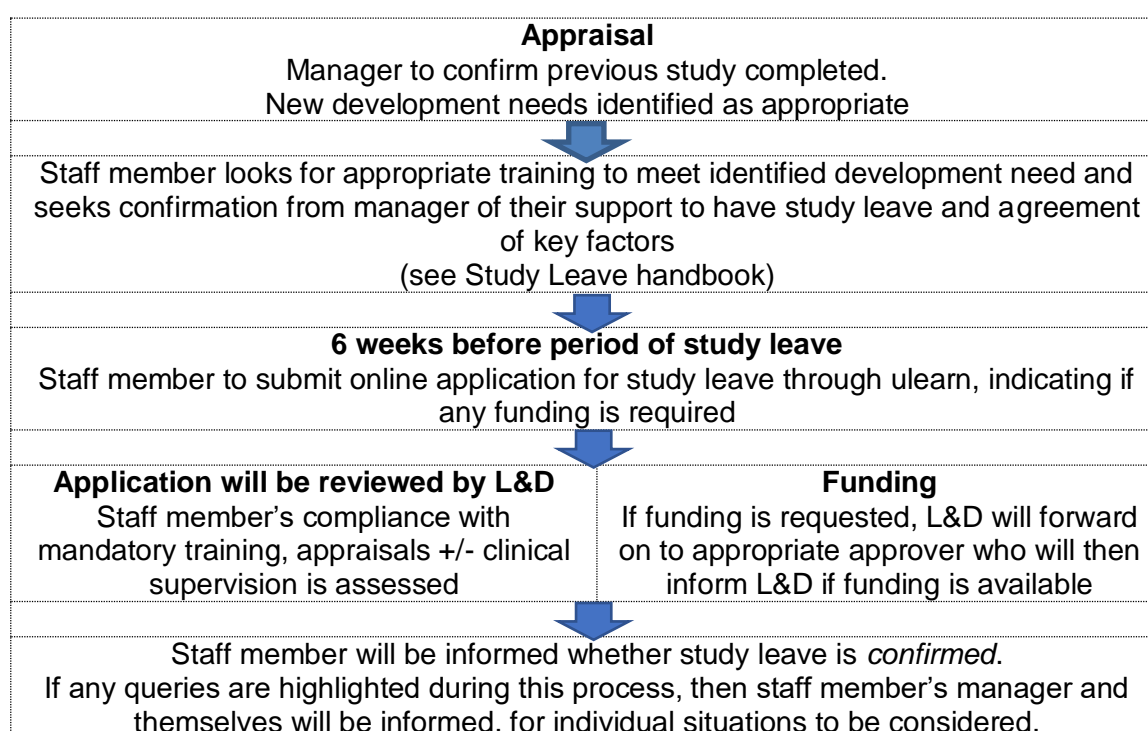 Appraisal
Manager to confirm previous study completed.
New development needs identified as appropriate
Staff member looks for appropriate training to meet identified development need and
seeks confirmation from manager of their support to have study leave and agreement
of key factors
(see Study Leave handbook)
6 weeks before period of study leave
Staff member to submit online application for study leave through ulearn, indicating if
any funding is required
Application will be reviewed by L&D
Staff member's compliance with
mandatory training, appraisals +/- clinical
supervision is assessed
Funding
If funding is requested, L&D will forward
on to appropriate approver who will then
inform L&D if funding is available
Staff member will be informed whether study leave is confirmed.
If any queries are highlighted during this process, then staff member's manager and
themselves will be informed, for individual situations to be considered.